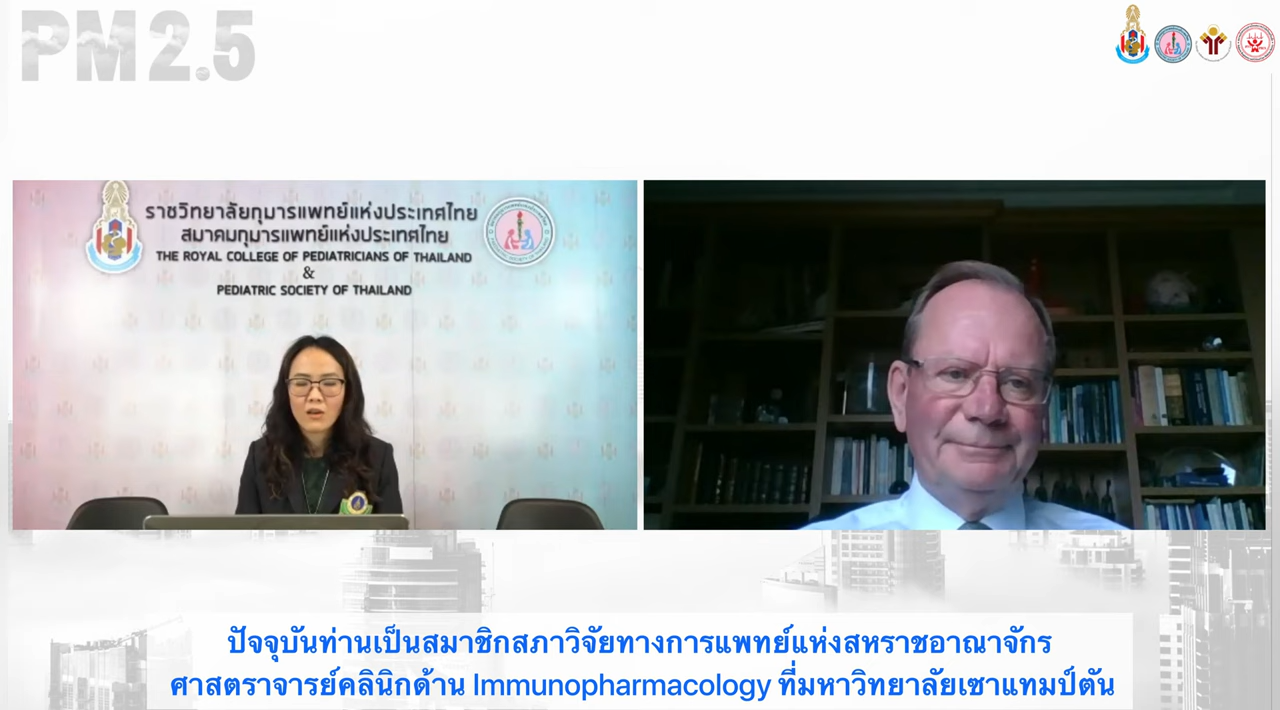 PM2.5
ราชวิทยาลัยกุมารแพทย์แห่งประเทศไทย
สมาคมกุมารแพทย์แห่งประเทศไทย
THE ROYAL COLLEGE OF PEDIATRICIANS OF THAILAND
&
PEDIATRIC SOCIETY OF THAILAND
ปัจจุบันท่านเป็นสมาชิกสภาวิจัยทางการแพทย์แห่งสหราชอาณาจักร
ศาสตราจารย์คลินิกด้าน Immunopharmacology ที่มหาวิทยาลัยเซาแทมป์ตัน